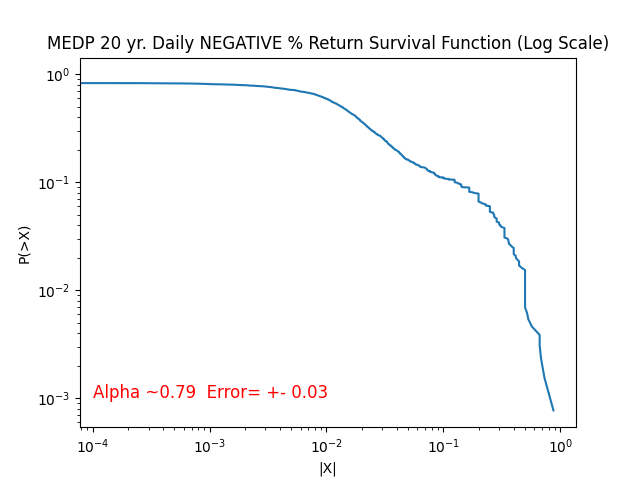 MEDP 20 yr. Daily NEGATIVE % Return Survival Function (Log Scale)
10⁰
10⁻¹
10⁻²
10⁻³
P(>X)
Alpha ~0.79  Error= +- 0.03
10⁻⁴ 10⁻³ 10⁻² 10⁻¹ 10⁰
|X|